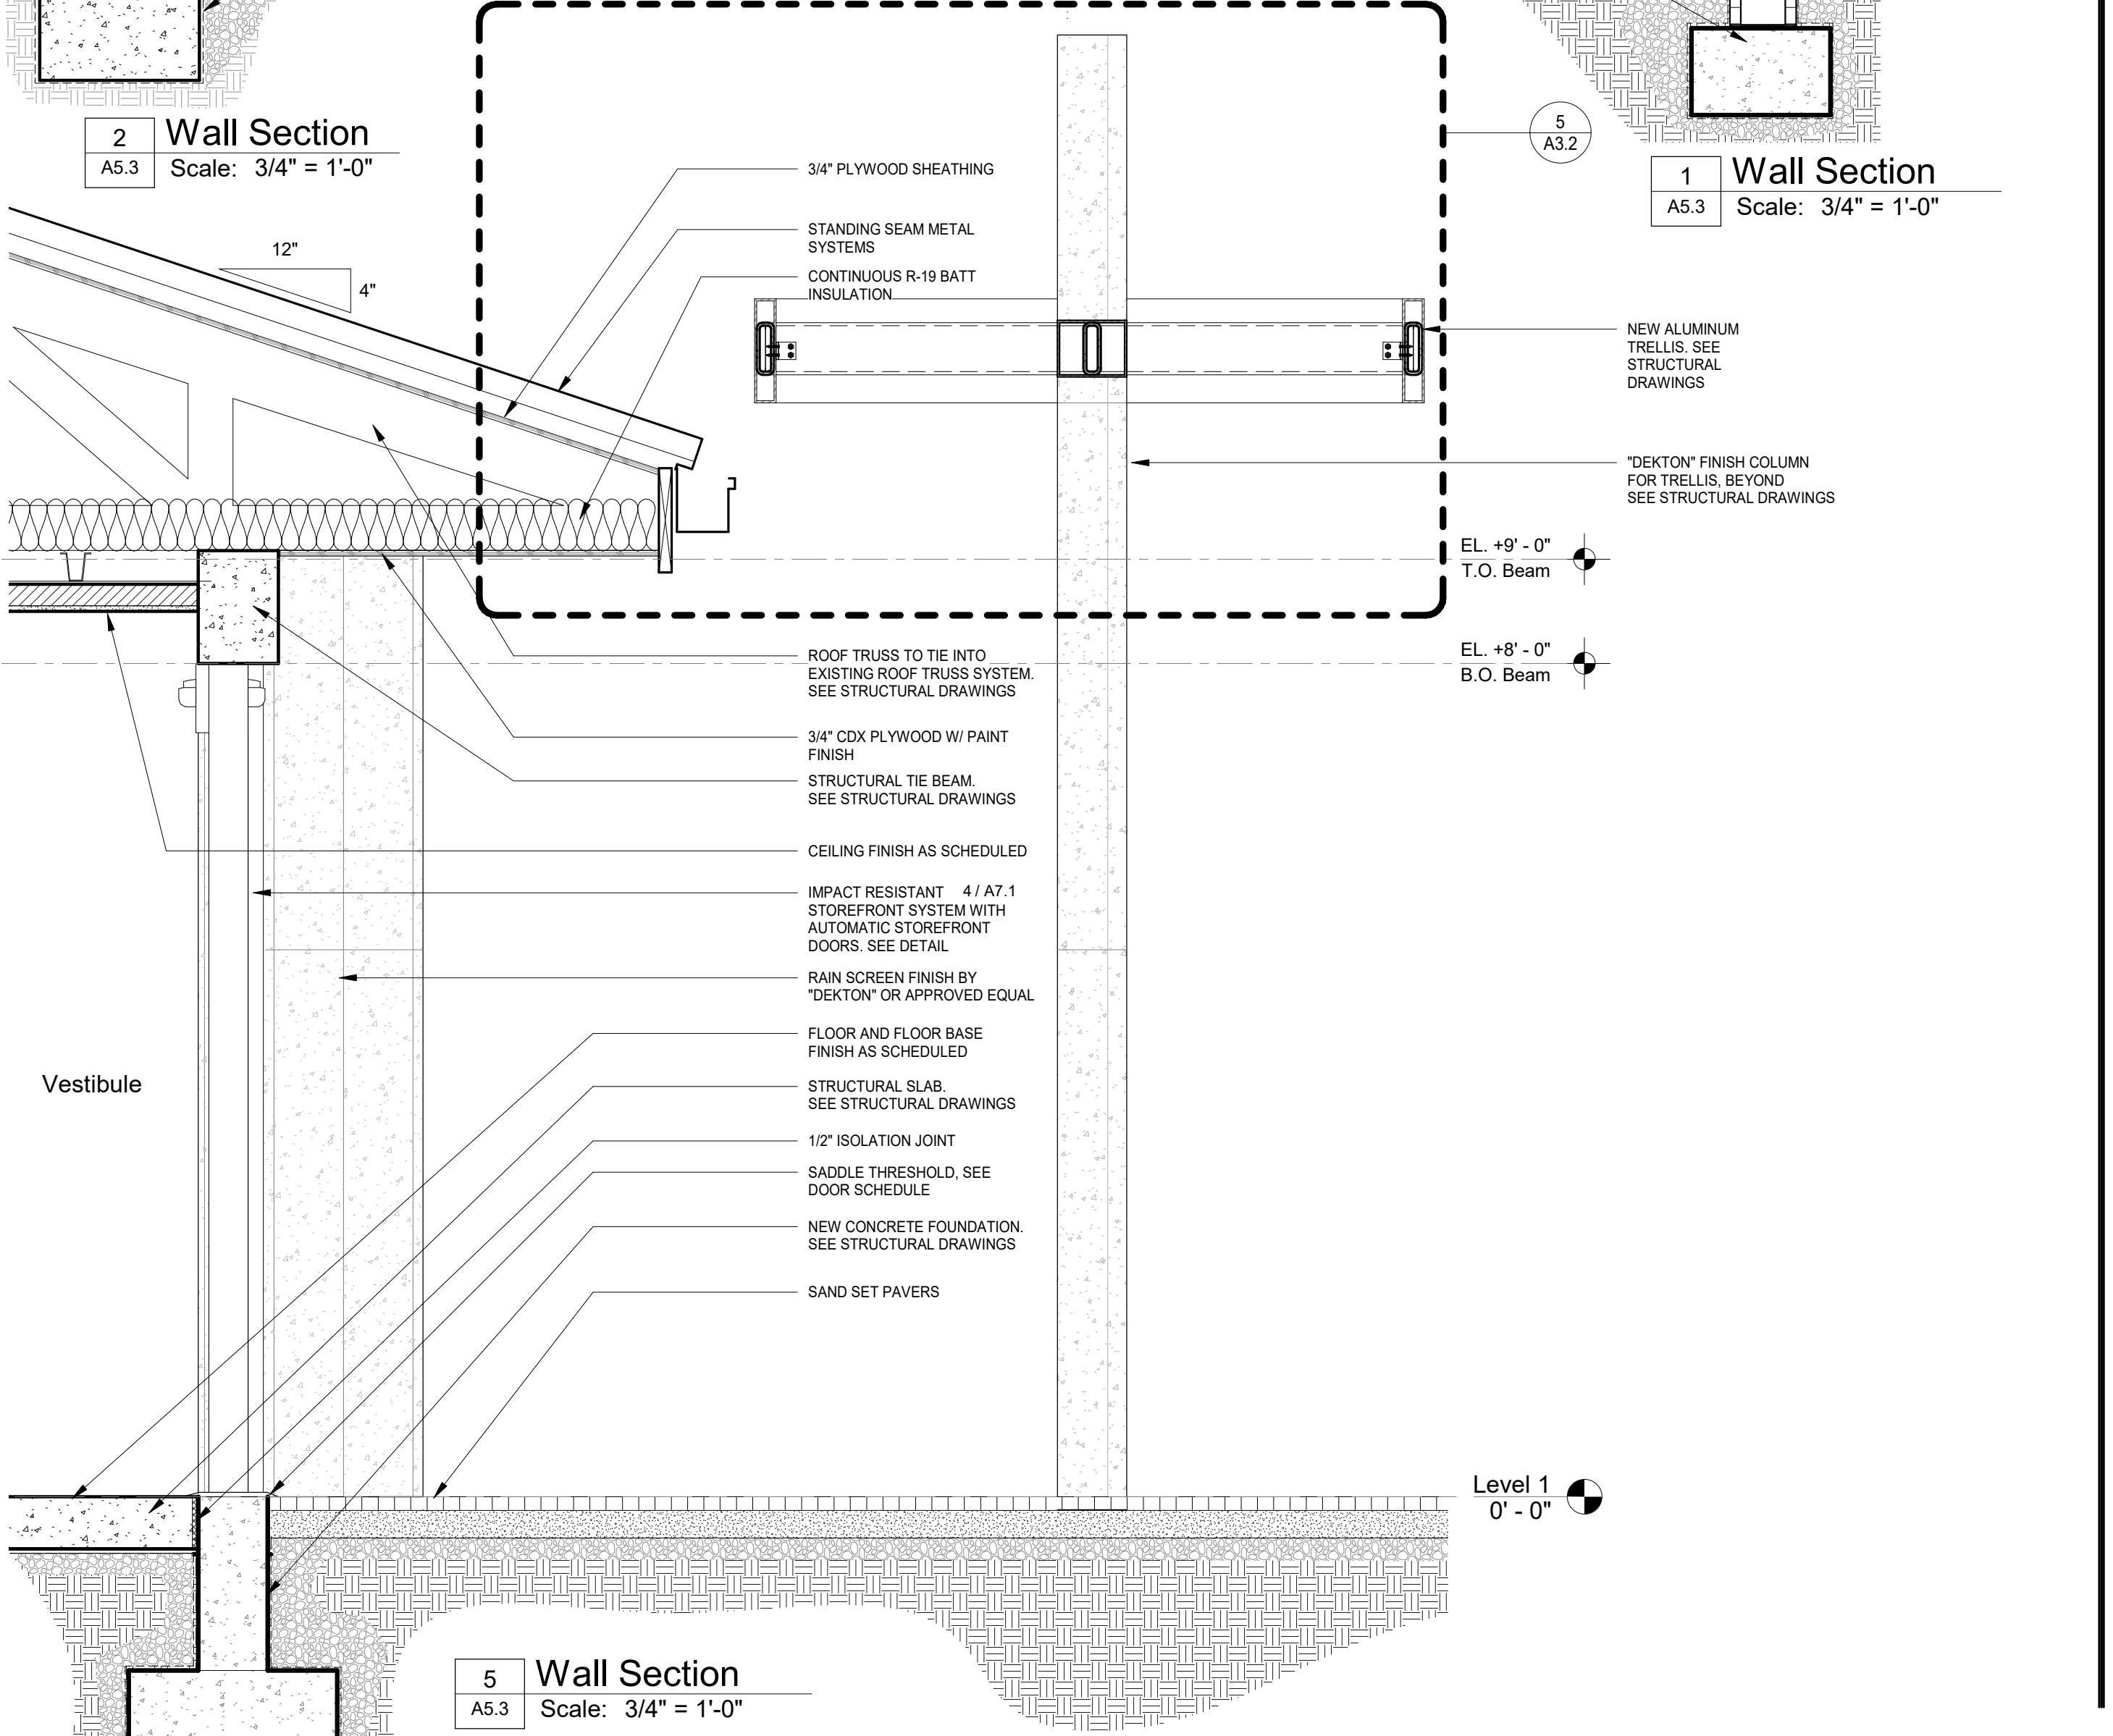 2
A5.3
Wall Section
Scale: 3/4" = 1'-0"
1
A5.3
Wall Section
Scale: 3/4" = 1'-0"
5
A3.2
12"
4"
3/4" PLYWOOD SHEATHING
STANDING SEAM METAL
SYSTEMS
CONTINUOUS R-19 BATT
INSULATION
NEW ALUMINUM
TRELLIS. SEE
STRUCTURAL
DRAWINGS
"DEKTON" FINISH COLUMN
FOR TRELLIS, BEYOND
SEE STRUCTURAL DRAWINGS
EL. +9' - 0"
T.O. Beam
EL. +8' - 0"
B.O. Beam
ROOF TRUSS TO TIE INTO
EXISTING ROOF TRUSS SYSTEM.
SEE STRUCTURAL DRAWINGS
3/4" CDX PLYWOOD W/ PAINT
FINISH
STRUCTURAL TIE BEAM.
SEE STRUCTURAL DRAWINGS
CEILING FINISH AS SCHEDULED
IMPACT RESISTANT 4 / A7.1
STOREFRONT SYSTEM WITH
AUTOMATIC STOREFRONT
DOORS. SEE DETAIL
RAIN SCREEN FINISH BY
"DEKTON" OR APPROVED EQUAL
FLOOR AND FLOOR BASE
FINISH AS SCHEDULED
Vestibule
STRUCTURAL SLAB.
SEE STRUCTURAL DRAWINGS
1/2" ISOLATION JOINT
SADDLE THRESHOLD, SEE
DOOR SCHEDULE
NEW CONCRETE FOUNDATION.
SEE STRUCTURAL DRAWINGS
SAND SET PAVERS
Level 1
0' - 0"
5
A5.3
Wall Section
Scale: 3/4" = 1'-0"